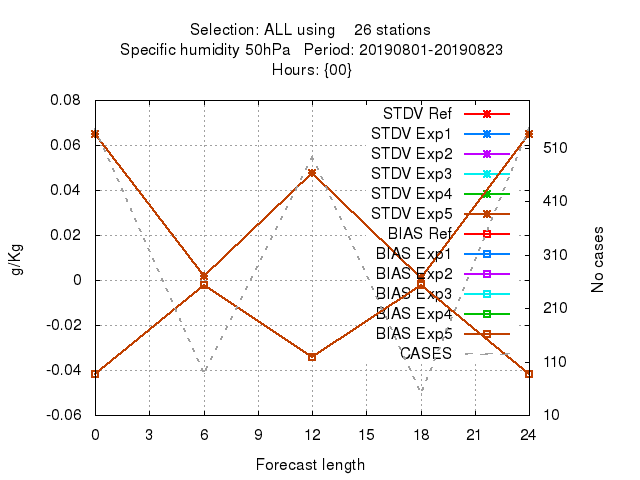 Selection: ALL using 26 stations
Specific humidity 50hPa Period: 20190801-20190823
Hours: {00}
0.08
0.06
0.04
0.02
0
-0.02
-0.04
-0.06
g/Kg
STDV Ref
STDV Exp1
STDV Exp2
STDV Exp3
STDV Exp4
STDV Exp5
BIAS Ref
BIAS Exp1
BIAS Exp2
BIAS Exp3
BIAS Exp4
BIAS Exp5
CASES
510
410
310
210
110
10
No cases
0 3 6 9 12 15 18 21 24
Forecast length